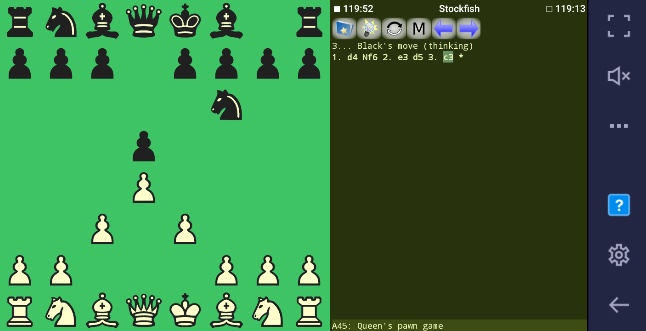 ■ 119:52 Stockfish □ 119:13
M
3... Black's move (thinking)
1. d4 Nf6 2. e3 d5 3. c3 *
?
A45: Queen's pawn game